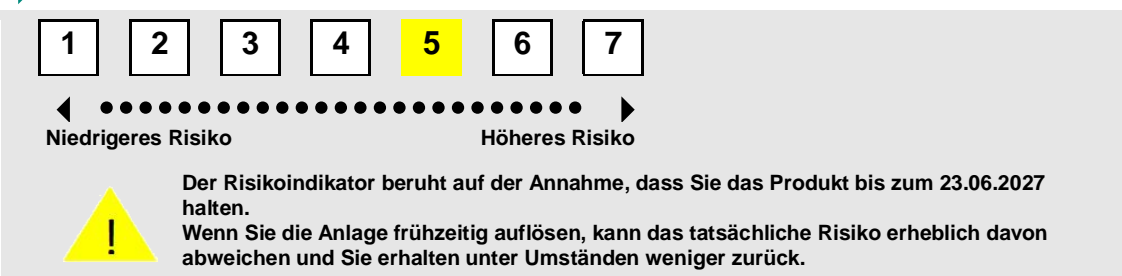 1 2 3 4 5 6 7
Niedrigeres Risiko Höheres Risiko
Der Risikoindikator beruht auf der Annahme, dass Sie das Produkt bis zum 23.06.2027
halten.
Wenn Sie die Anlage frühzeitig auflösen, kann das tatsächliche Risiko erheblich davon
abweichen und Sie erhalten unter Umständen weniger zurück.
!